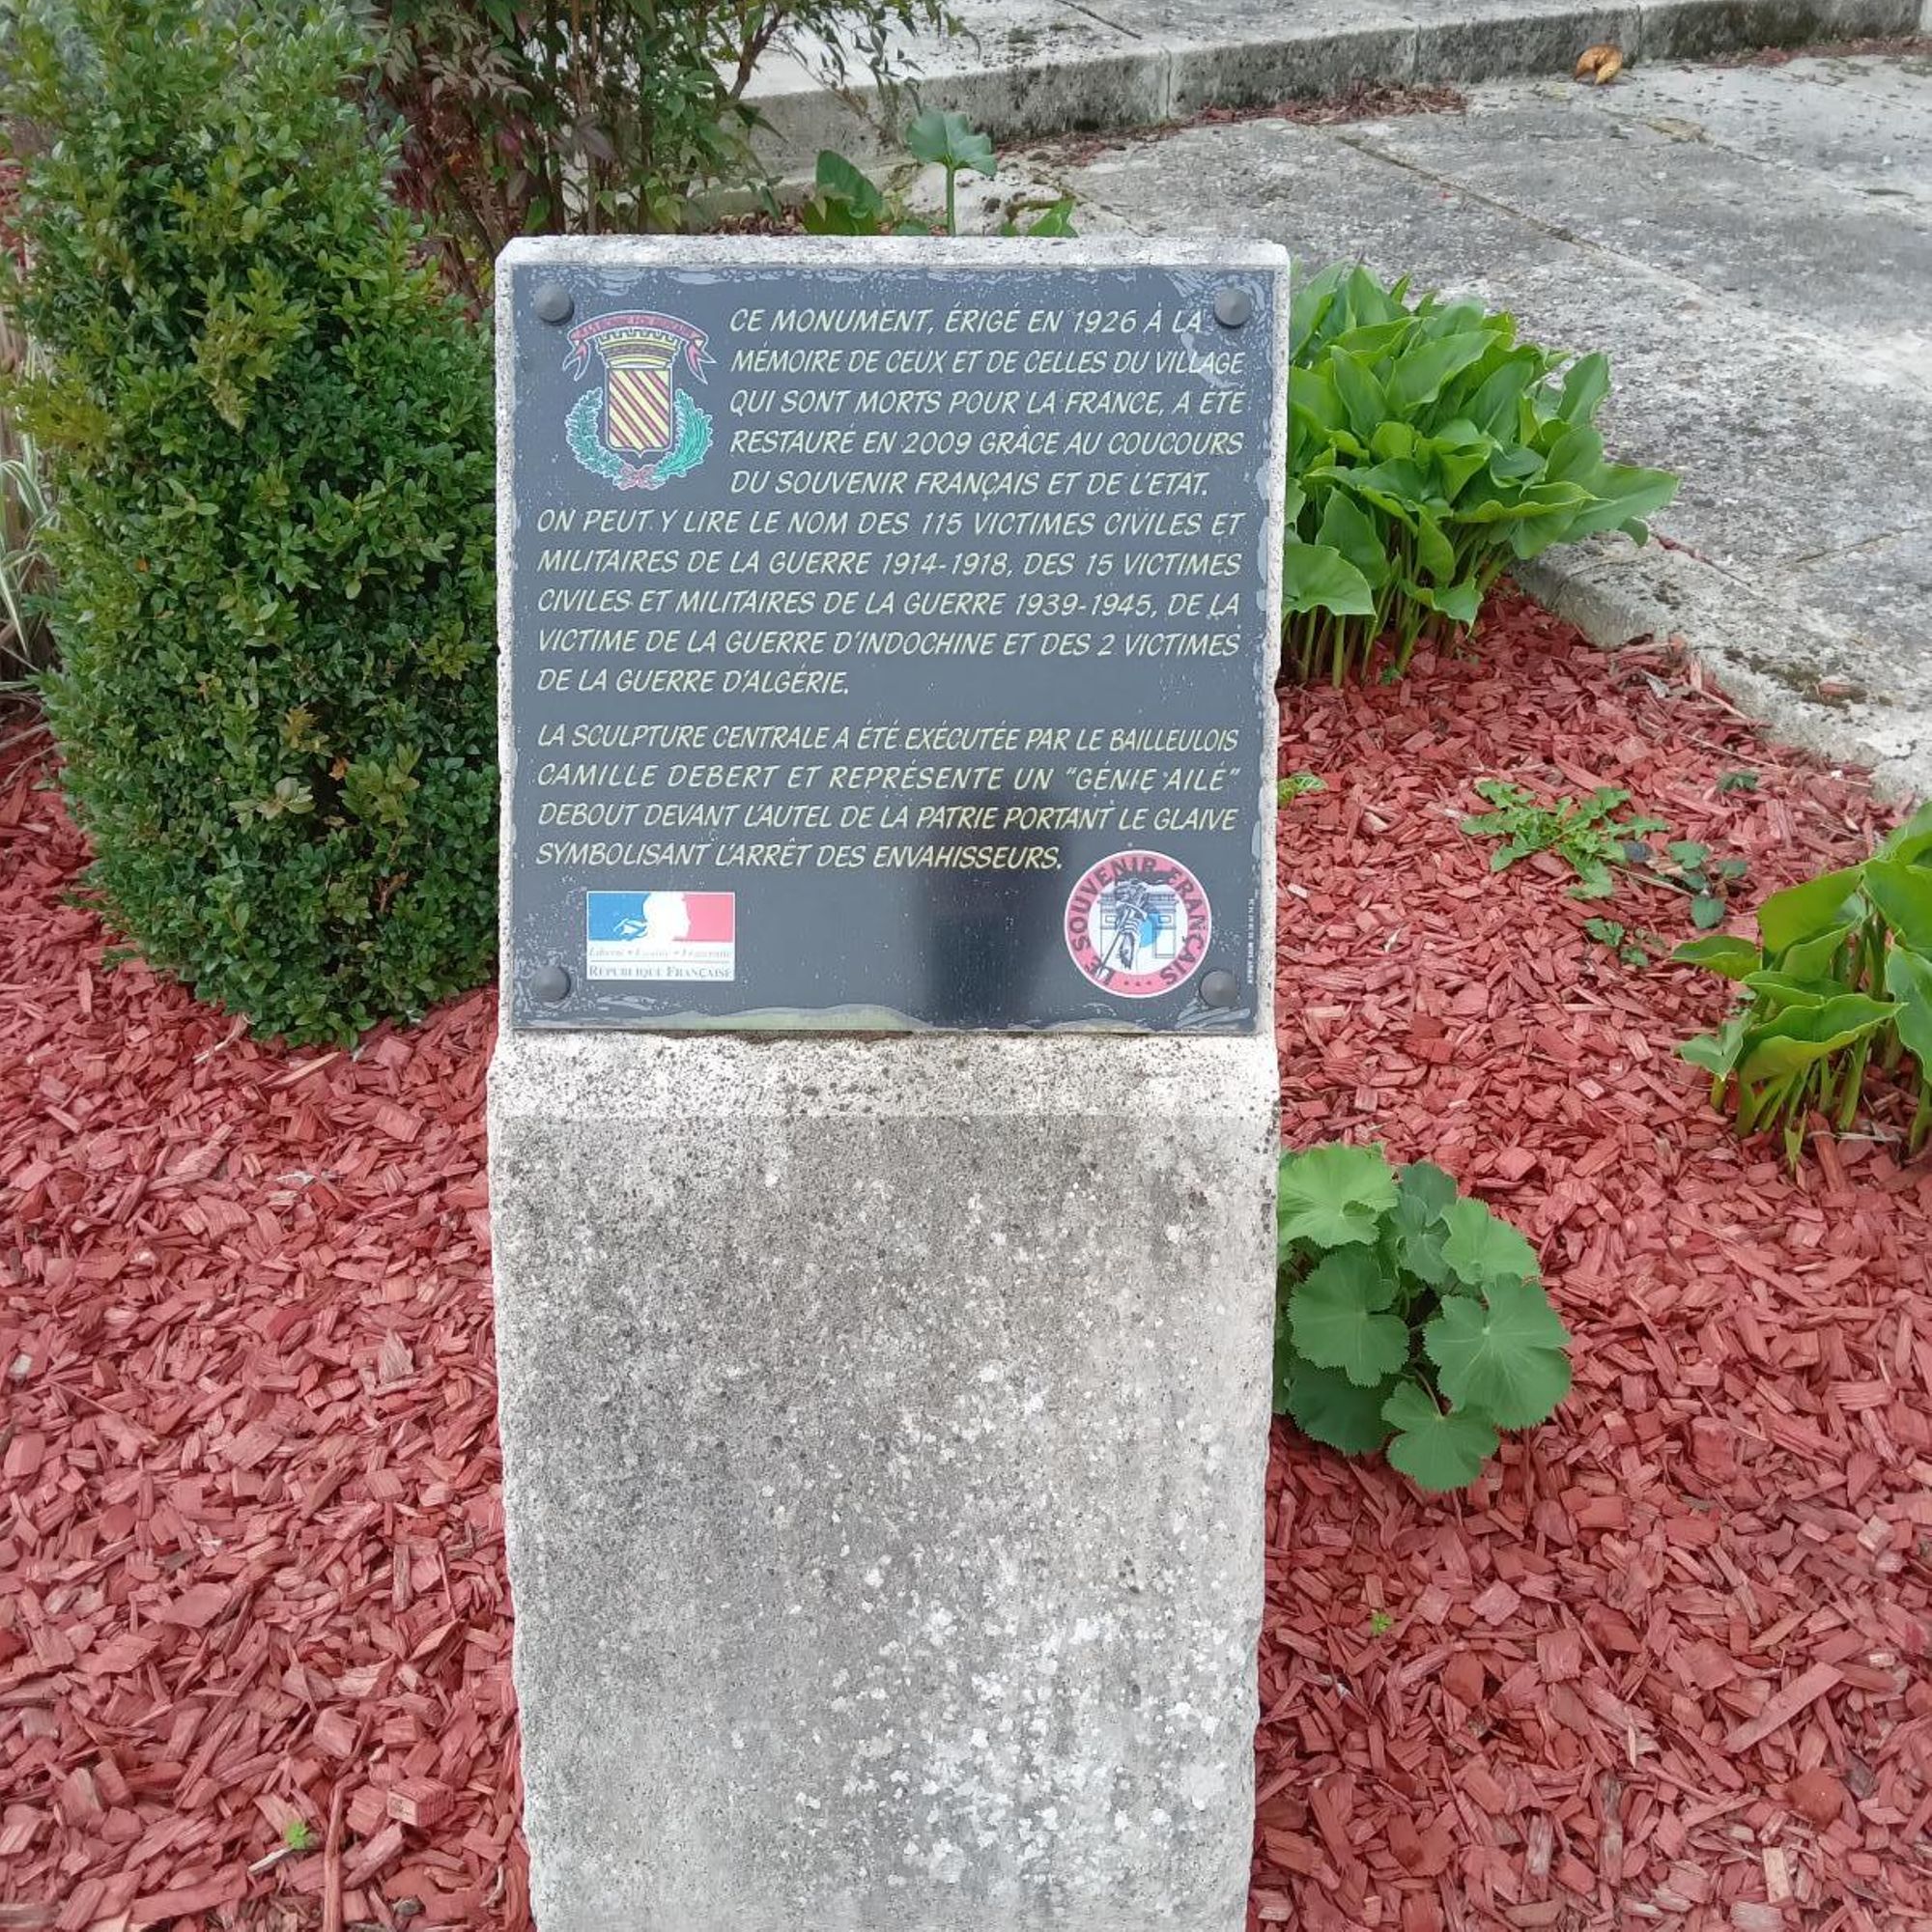 CE MONUMENT, ÉRIGÉ EN 1926 À LA
MÉMOIRE DE CEUX ET DE CELLES DU VILLAGE
QUI SONT MORTS POUR LA FRANCE, A ETÉ
RESTAURÉ EN 2009 GRÂCE AU COUCOURS
DU SOUVENIR FRANÇAIS ET DE L'ETAT.
ON PEUT Y LIRE LE NOM DES 115 VICTIMES CIVILES ET
MILITAIRES DE LA GUERRE 1914-1918, DES 15 VICTIMES
CIVILES ET MILITAIRES DE LA GUERRE 1939-1945, DE LA
VICTIME DE LA GUERRE D'INDOCHINE ET DES 2 VICTIMES
DE LA GUERRE D'ALGÉRIE.
LA SCULPTURE CENTRALE A ÉTÉ EXÉCUTÉE PAR LE BAILLEULOIS
CAMILLE DEBERT ET REPRÉSENTE UN "GÉNIE AILÉ"
DEBOUT DEVANT L'AUTEL DE LA PATRIE PORTANT LE GLAIVE
SYMBOLISANT L'ARRÊT DES ENVAHISSEURS.
Liberté • Égalité • Fraternité
RÉPUBLIQUE FRANÇAISE
LE SOUVENIR FRANÇAIS